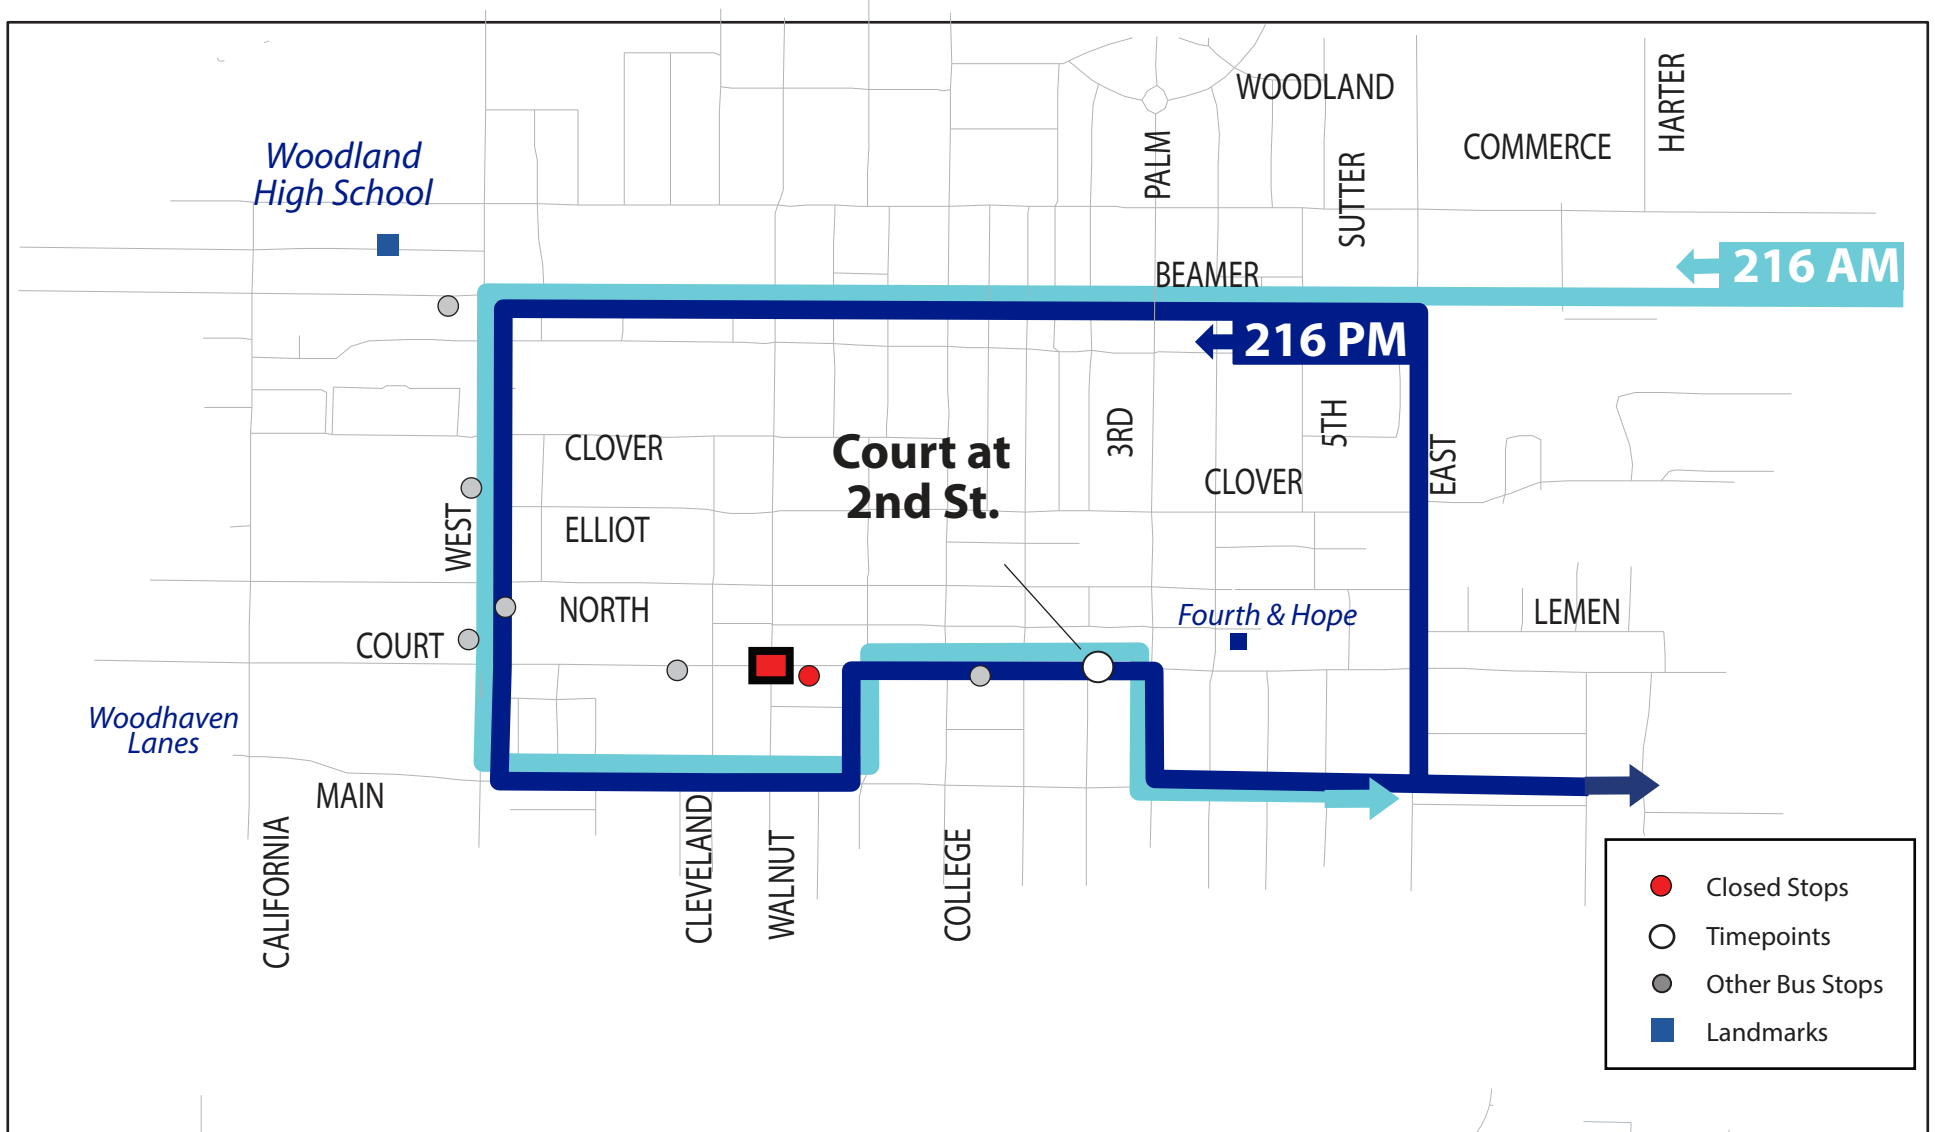 WOODLAND
HARTER
COMMERCE
PALM
SUTTER
Woodland
High School
BEAMER
216 AM
216 PM
CLOVER
Court at
2nd St.
3RD
5TH
EAST
CLOVER
WEST
ELLIOT
NORTH
Fourth & Hope
LEMEN
COURT
Woodhaven
Lanes
MAIN
CALIFORNIA
CLEVELAND
WALNUT
COLLEGE
Closed Stops
Timepoints
Other Bus Stops
Landmarks